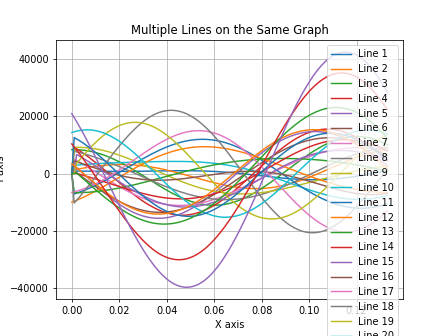 Multiple Lines on the Same Graph
40000
20000
0
−20000
−40000
0.00
0.02
0.04
0.06
0.08
0.10
X axis
Line 1
Line 2
Line 3
Line 4
Line 5
Line 6
Line 7
Line 8
Line 9
Line 10
Line 11
Line 12
Line 13
Line 14
Line 15
Line 16
Line 17
Line 18
Line 19
Line 20